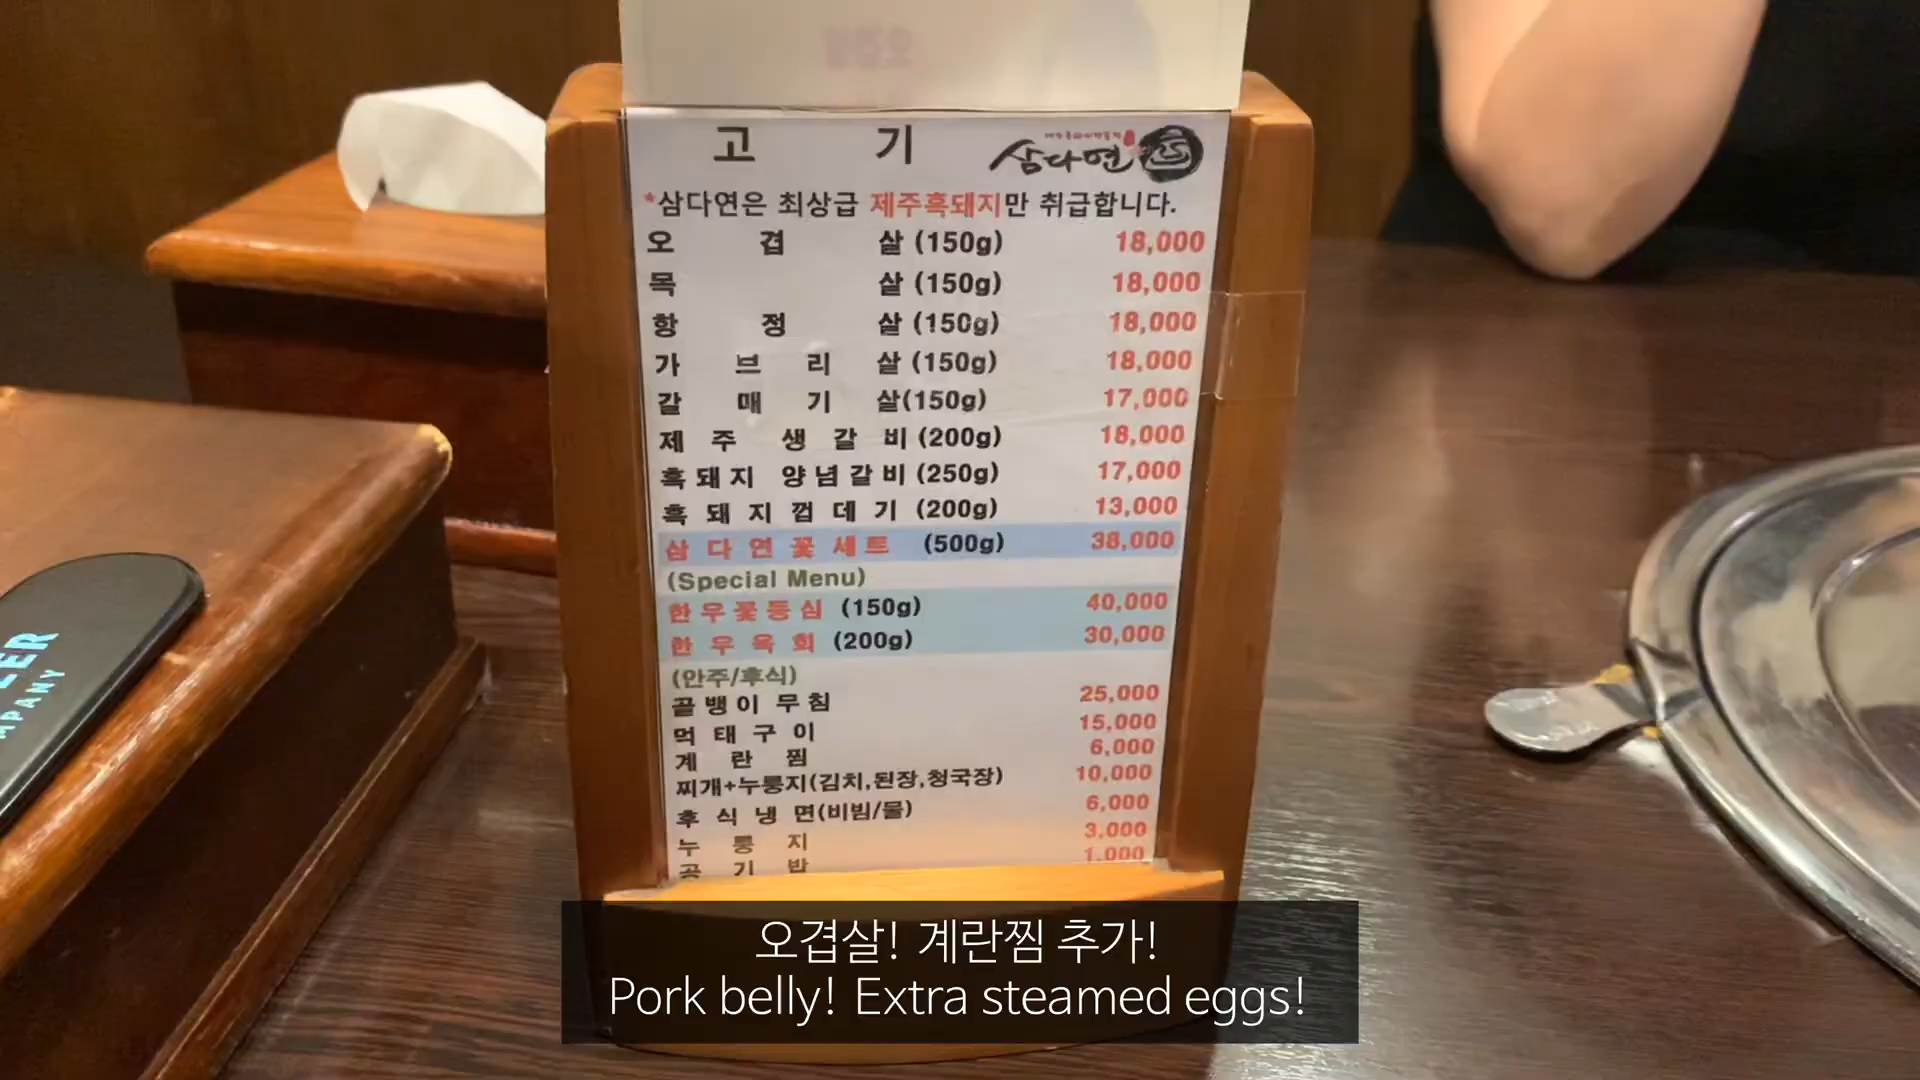 고기
삼다연
*삼다연은 최상급 제주흑돼지만 취급합니다.
오겹살 (150g) 18,000
목살 (150g) 18,000
항정살 (150g) 18,000
가브리살 (150g) 18,000
갈매기살(150g) 17,000
제주 생갈비 (200g) 18,000
흑돼지 양념갈비 (250g) 17,000
흑돼지껍데기 (200g) 13,000
삼다연꽃세트 (500g) 38,000
(Special Menu)
한우꽃등심 (150g) 40,000
한우육회 (200g) 30,000
(안주/후식)
골뱅이 무침 25,000
먹태구이 15,000
계란찜 6,000
찌개+누룽지(김치,된장,청국장) 10,000
후식냉면(비빔/물) 6,000
누룽지 3,000
공기밥 1,000
오겹살! 계란찜 추가!
Pork belly! Extra steamed eggs!